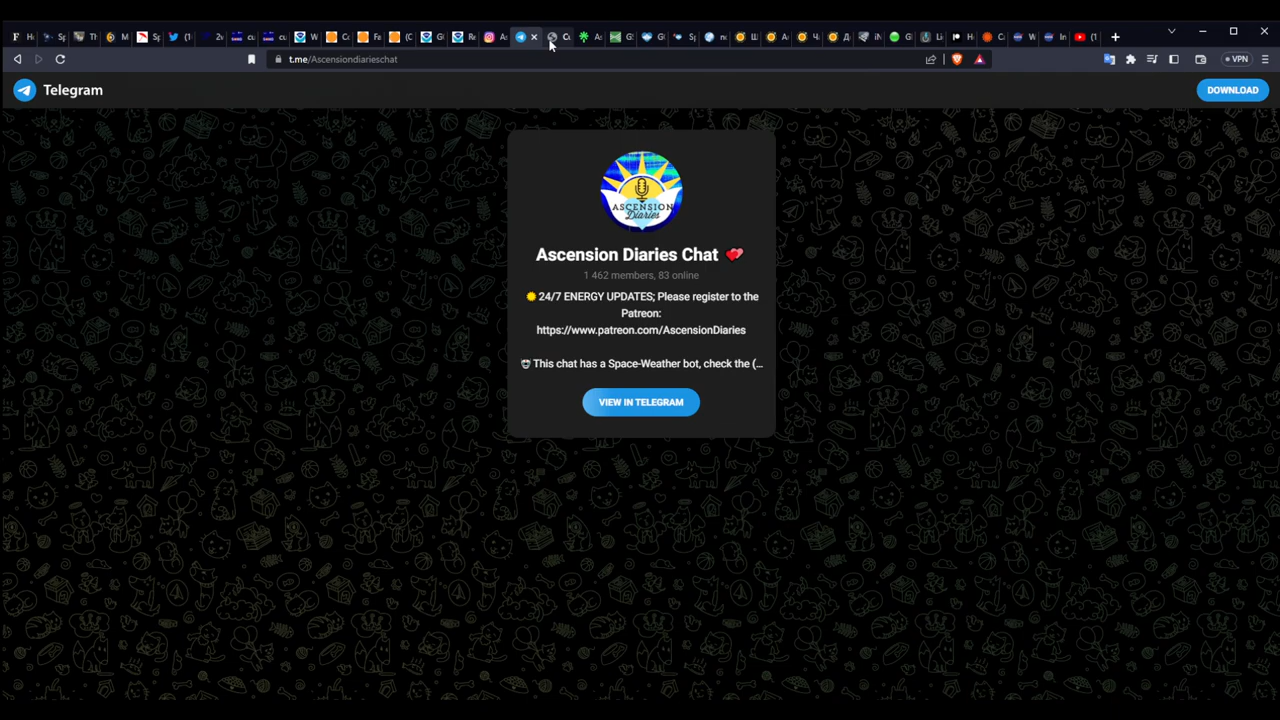 t.me/Ascensiondiarieschat
VPN
Telegram
DOWNLOAD
ASCENSION
Diaries
Ascension Diaries Chat
1 462 members, 83 online
24/7 ENERGY UPDATES; Please register to the
Patreon:
https://www.patreon.com/AscensionDiaries
This chat has a Space-Weather bot, check the (…
VIEW IN TELEGRAM